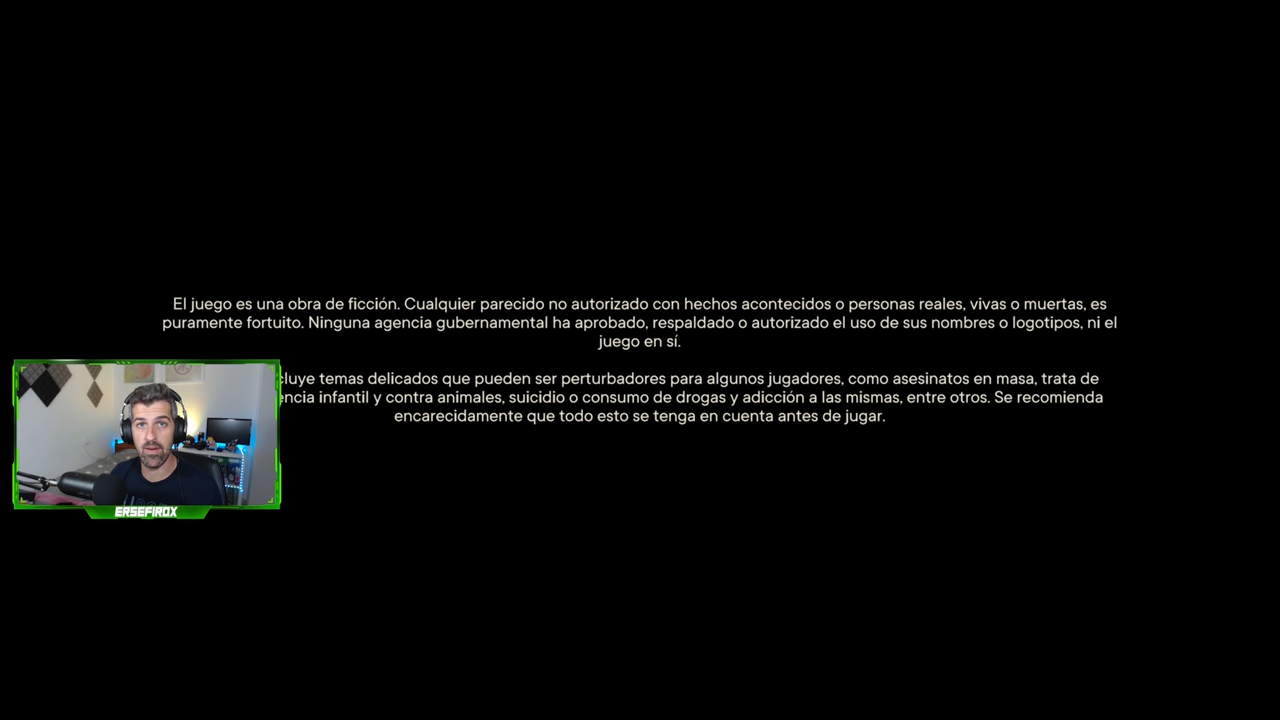 El juego es una obra de ficción. Cualquier parecido no autorizado con hechos acontecidos o personas reales, vivas o muertas, es
puramente fortuito. Ninguna agencia gubernamental ha aprobado, respaldado o autorizado el uso de sus nombres o logotipos, ni el
juego en sí.
temas delicados que pueden ser perturbadores para algunos jugadores, como asesinatos en masa, trata de
infantil y contra animales, suicidio o consumo de drogas y adicción a las mismas, entre otros. Se recomienda
encarecidamente que todo esto se tenga en cuenta antes de jugar.
ERSEFIROX